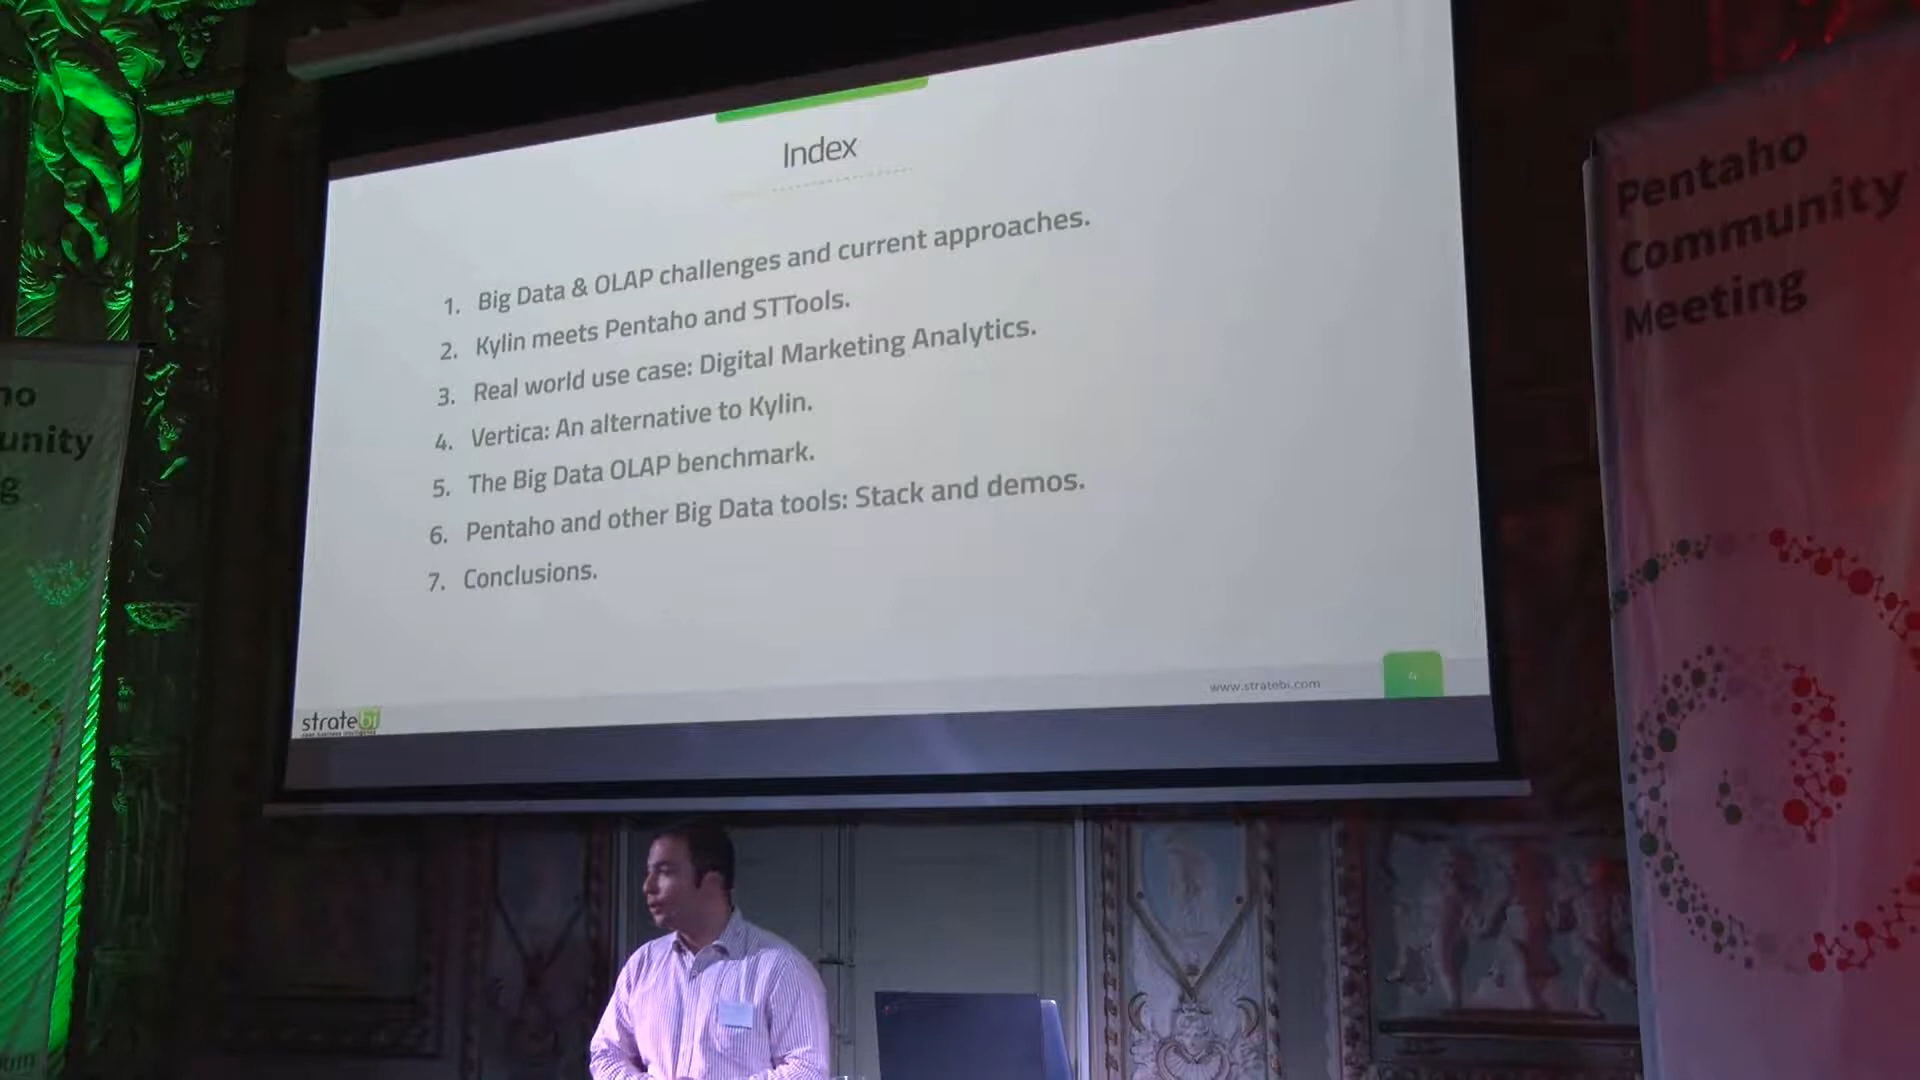 Index
1. Big Data & OLAP challenges and current approaches.
2. Kylin meets Pentaho and STTools.
3. Real world use case: Digital Marketing Analytics.
4. Vertica: An alternative to Kylin.
5. The Big Data OLAP benchmark.
6. Pentaho and other Big Data tools: Stack and demos.
7. Conclusions.
www.stratebi.com
4
stratebi
Pentaho
Community
Meeting
ho
unity
g